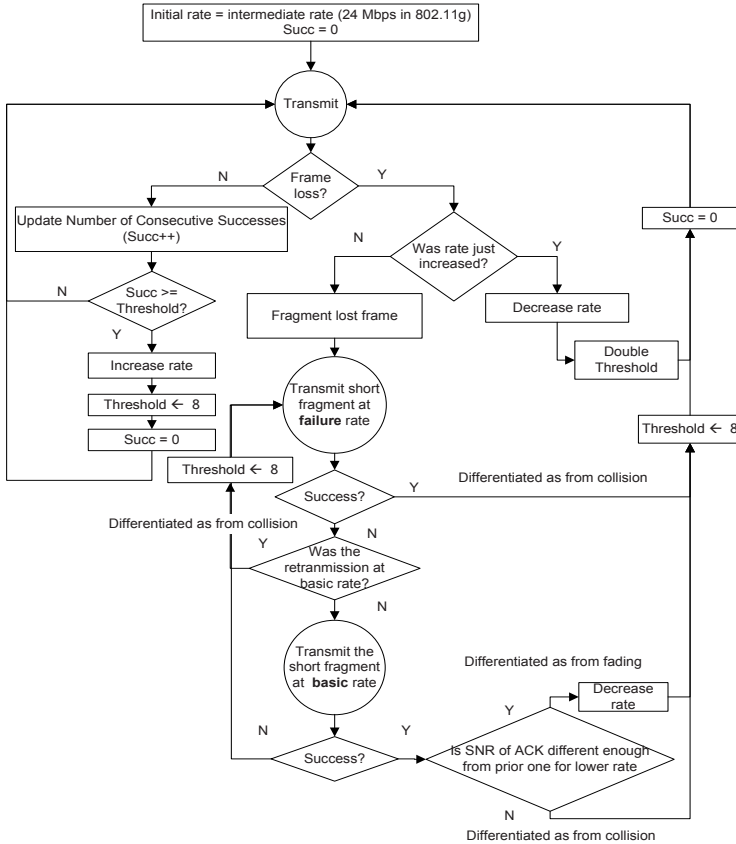 Initial rate = intermediate rate (24 Mbps in 802.11g)
Succ = 0
Transmit
Frame
loss?
N
Y
Update Number of Consecutive Successes
(Succ++)
Succ = 0
Was rate just
increased?
N
Y
Succ >=
Threshold?
N
Y
Fragment lost frame
Decrease rate
Double
Threshold
Increase rate
Threshold ← 8
Succ = 0
Transmit short
fragment at
failure rate
Threshold ← 8
Threshold ← 8
Success?
Y
Differentiated as from collision
Differentiated as from collision
N
Y
Was the
retranmission at
basic rate?
N
Transmit the
short fragment
at basic rate
Differentiated as from fading
Decrease
rate
N
Success?
Y
Y
Is SNR of ACK different enough
from prior one for lower rate
N
Differentiated as from collision